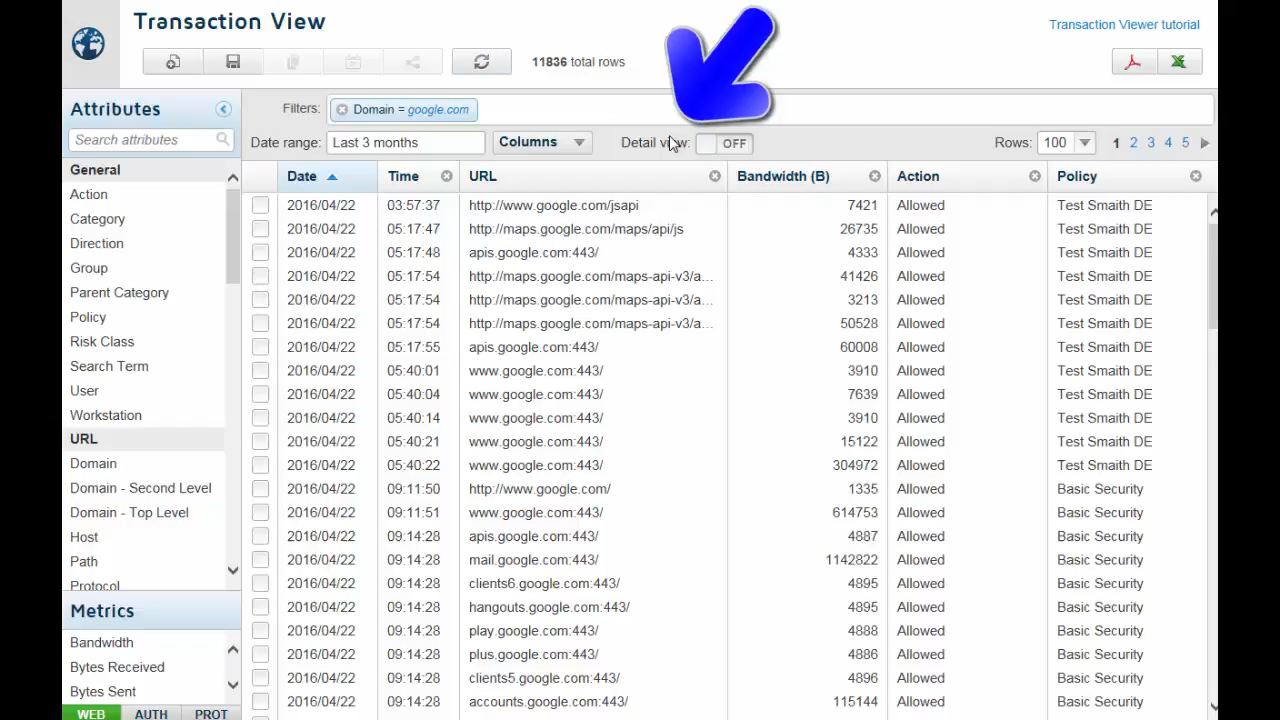 Transaction View
Transaction Viewer tutorial
11836 total rows
Attributes
Search attributes
General
Action
Category
Direction
Group
Parent Category
Policy
Risk Class
Search Term
User
Workstation
URL
Domain
Domain - Second Level
Domain - Top Level
Host
Path
Protocol
Metrics
Bandwidth
Bytes Received
Bytes Sent
WEB AUTH PROT
Filters: Domain = google.com
Date range: Last 3 months Columns Detail view: OFF Rows: 100 1 2 3 4 5
Date Time URL Bandwidth (B) Action Policy
2016/04/22 03:57:37 http://www.google.com/jsapi 7421 Allowed Test Smaith DE
2016/04/22 05:17:47 http://maps.google.com/maps/api/js 26735 Allowed Test Smaith DE
2016/04/22 05:17:48 apis.google.com:443/ 4333 Allowed Test Smaith DE
2016/04/22 05:17:54 http://maps.google.com/maps-api-v3/a... 41426 Allowed Test Smaith DE
2016/04/22 05:17:54 http://maps.google.com/maps-api-v3/a... 3213 Allowed Test Smaith DE
2016/04/22 05:17:54 http://maps.google.com/maps-api-v3/a... 50528 Allowed Test Smaith DE
2016/04/22 05:17:55 apis.google.com:443/ 60008 Allowed Test Smaith DE
2016/04/22 05:40:01 www.google.com:443/ 3910 Allowed Test Smaith DE
2016/04/22 05:40:04 www.google.com:443/ 7639 Allowed Test Smaith DE
2016/04/22 05:40:14 www.google.com:443/ 3910 Allowed Test Smaith DE
2016/04/22 05:40:21 www.google.com:443/ 15122 Allowed Test Smaith DE
2016/04/22 05:40:22 www.google.com:443/ 304972 Allowed Test Smaith DE
2016/04/22 09:11:50 http://www.google.com/ 1335 Allowed Basic Security
2016/04/22 09:11:51 www.google.com:443/ 614753 Allowed Basic Security
2016/04/22 09:14:28 apis.google.com:443/ 4887 Allowed Basic Security
2016/04/22 09:14:28 mail.google.com:443/ 1142822 Allowed Basic Security
2016/04/22 09:14:28 clients6.google.com:443/ 4895 Allowed Basic Security
2016/04/22 09:14:28 hangouts.google.com:443/ 4895 Allowed Basic Security
2016/04/22 09:14:28 play.google.com:443/ 4888 Allowed Basic Security
2016/04/22 09:14:28 plus.google.com:443/ 4886 Allowed Basic Security
2016/04/22 09:14:28 clients5.google.com:443/ 4896 Allowed Basic Security
2016/04/22 09:14:28 accounts.google.com:443/ 115144 Allowed Basic Security